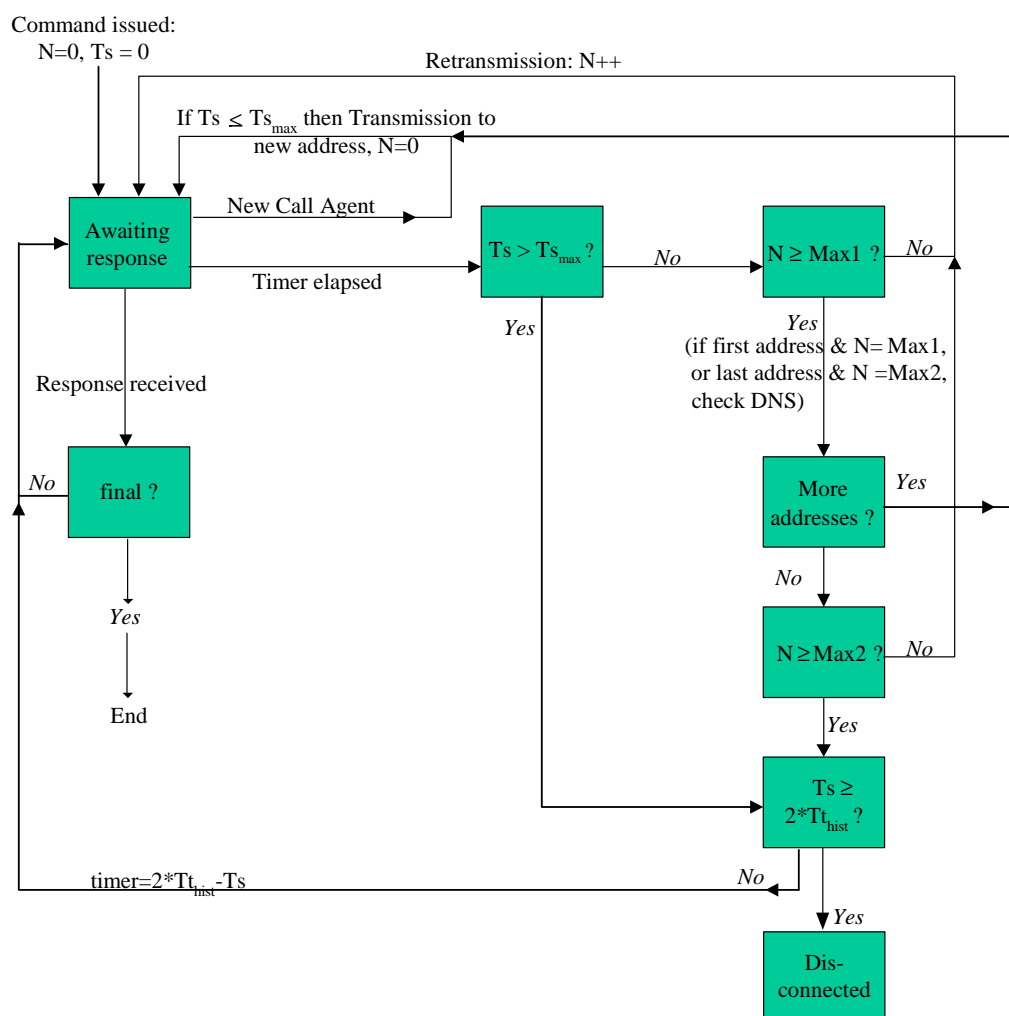 Command issued:
N=0, Ts = 0
Retransmission: N++
If Ts ≤ Tsmax then Transmission to
new address, N=0
New Call Agent
Awaiting
response
Timer elapsed
Ts > Tsmax ?
No
N ≥ Max1 ?
No
Yes
Yes
(if first address & N= Max1,
or last address & N =Max2,
check DNS)
Response received
final ?
No
More
addresses ?
Yes
No
Yes
N ≥Max2 ?
No
End
Yes
Ts ≥
2*Tthist ?
timer=2*Tthist-Ts
No
Yes
Dis-
connected